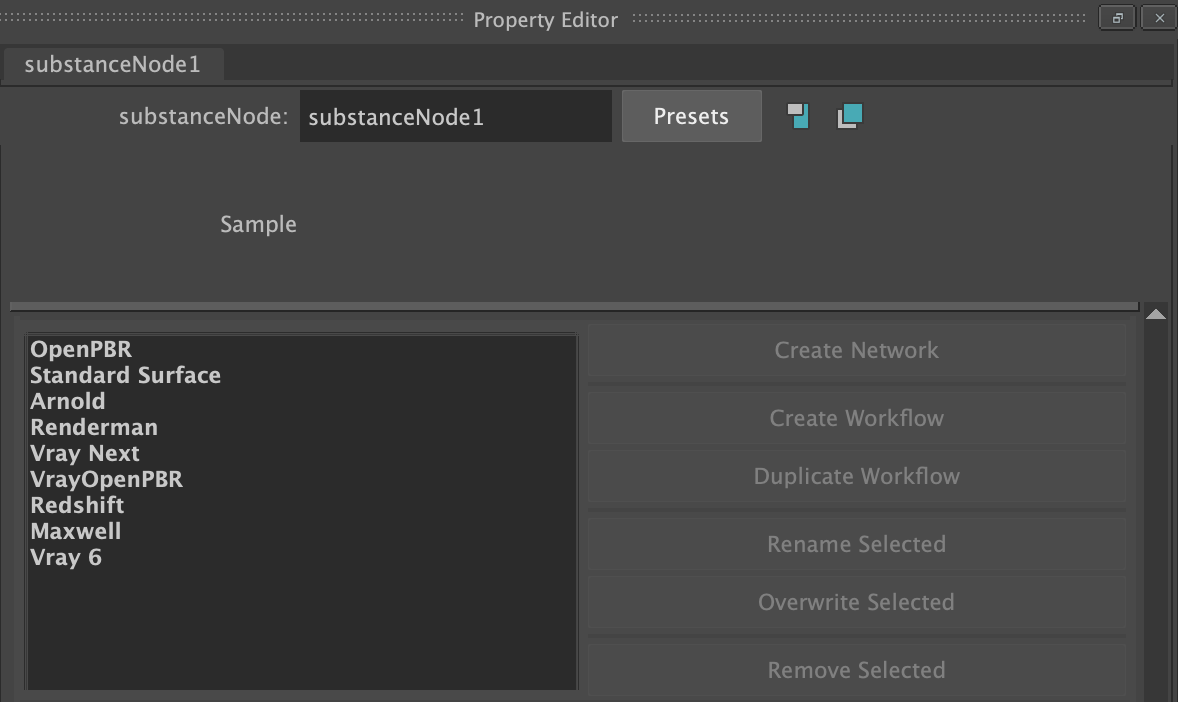 Property Editor
substanceNode1
substanceNode: substanceNode1 Presets
Sample
OpenPBR
Standard Surface
Arnold
Renderman
Vray Next
VrayOpenPBR
Redshift
Maxwell
Vray 6
Create Network
Create Workflow
Duplicate Workflow
Rename Selected
Overwrite Selected
Remove Selected